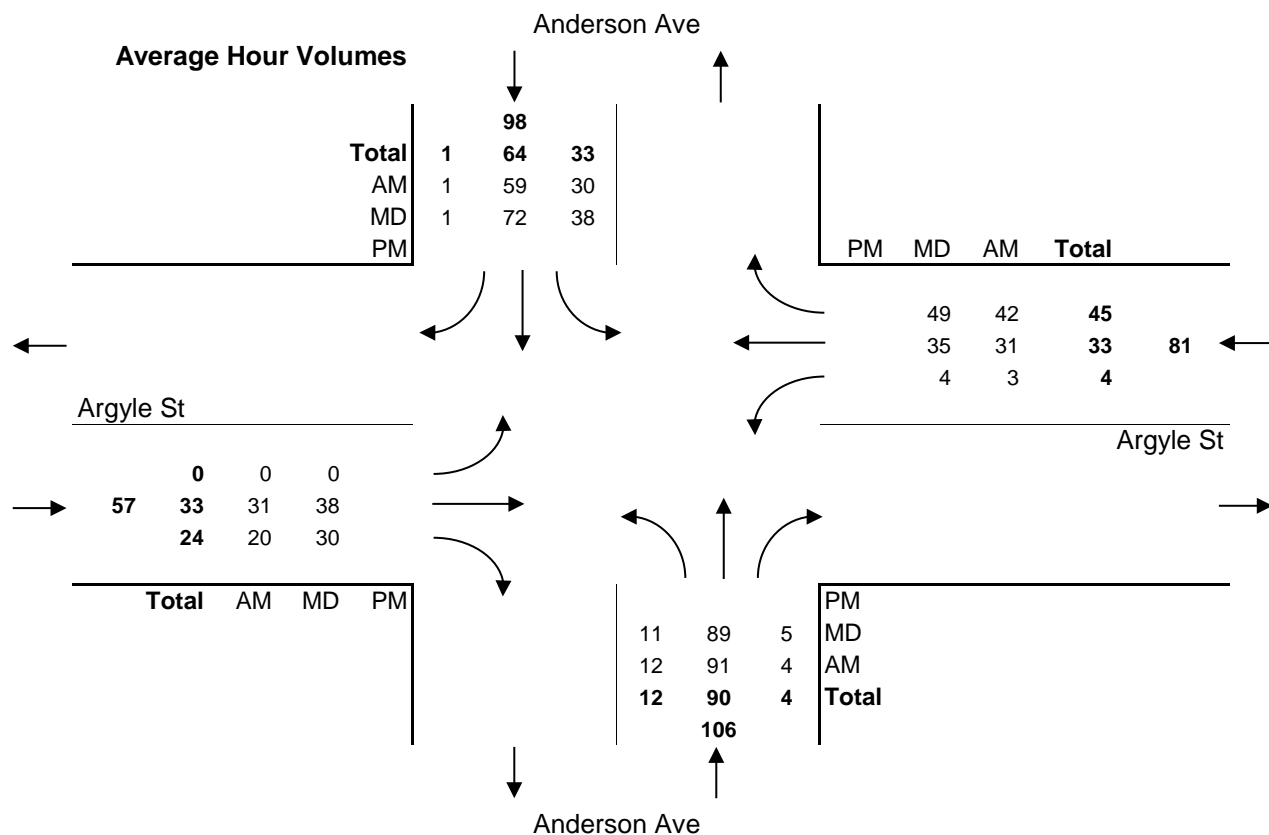 Anderson Ave
Average Hour Volumes
98
Total 1 64 33
AM 1 59 30
MD 1 72 38
PM
PM MD AM Total
49 42 45
35 31 33 81
4 3 4
Argyle St
Argyle St
0 0 0
57 33 31 38
24 20 30
Total AM MD PM
PM
11 89 5 MD
12 91 4 AM
12 90 4 Total
106
Anderson Ave